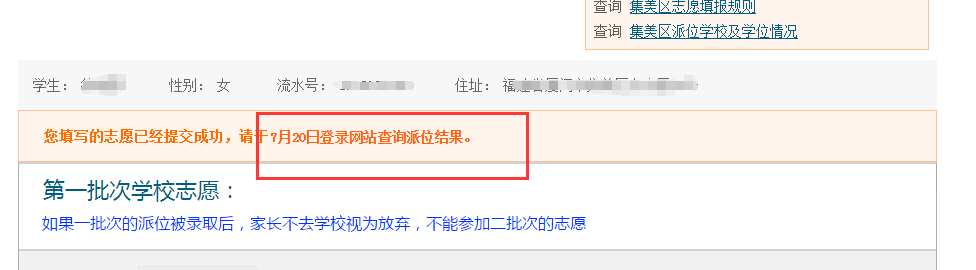 查询 集美区志愿填报规则
查询 集美区派位学校及学位情况
学生： 性别： 女 流水号： 住址：
您填写的志愿已经提交成功，请于7月20日登录网站查询派位结果。
第一批次学校志愿：
如果一批次的派位被录取后，家长不去学校视为放弃，不能参加二批次的志愿